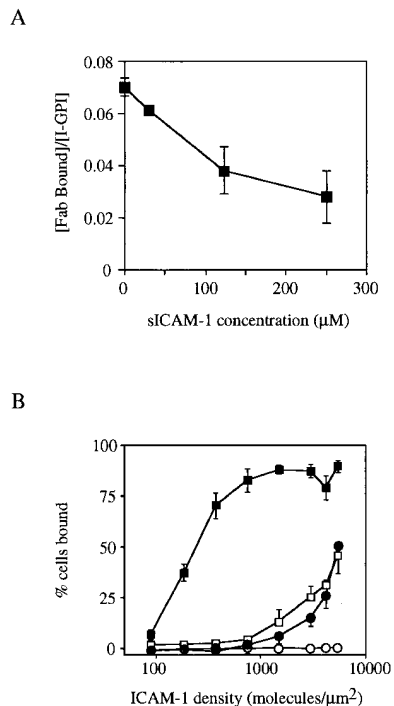 A
[Fab Bound]/[I-GPI]
0.08
0.06
0.04
0.02
0
0 100 200 300
sICAM-1 concentration (μM)
B
% cells bound
100
75
50
25
0
100 1000 10000
ICAM-1 density (molecules/μm²)